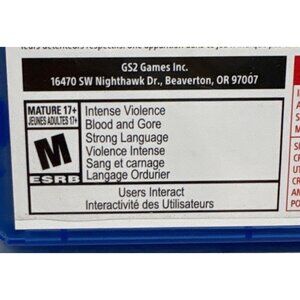 GS2 Games Inc.
16470 SW Nighthawk Dr., Beaverton, OR 97007
MATURE 17+
JEUNES ADULTES 17+
M
ESRB
Intense Violence
Blood and Gore
Strong Language
Violence Intense
Sang et carnage
Langage Ordurier
Users Interact
Interactivité des Utilisateurs